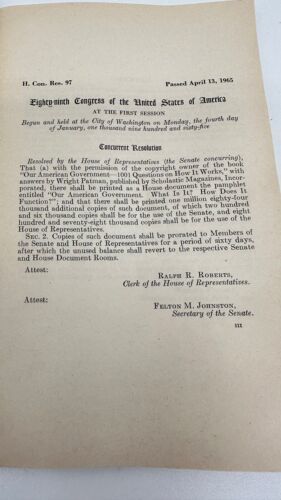 H. Con. Res. 97 Passed April 13, 1965
Eighty-ninth Congress of the United States of America
AT THE FIRST SESSION
Begun and held at the City of Washington on Monday, the fourth day
of January, one thousand nine hundred and sixty-five
Concurrent Resolution
Resolved by the House of Representatives (the Senate concurring),
That (a) with the permission of the copyright owner of the book
"Our American Government—1001 Questions on How It Works," with
answers by Wright Patman, published by Scholastic Magazines, Incor-
porated, there shall be printed as a House document the pamphlet
entitled "Our American Government. What Is It? How Does It
Function?"; and that there shall be printed one million eighty-four
thousand additional copies of such document, of which two hundred
and six thousand copies shall be for the use of the Senate, and eight
hundred and seventy-eight thousand copies shall be for the use of the
House of Representatives.
SEC. 2. Copies of such document shall be prorated to Members of
the Senate and House of Representatives for a period of sixty days,
after which the unused balance shall revert to the respective Senate
and House Document Rooms.
Attest:
RALPH R. ROBERTS,
Clerk of the House of Representatives.
Attest:
FELTON M. JOHNSTON,
Secretary of the Senate.
III